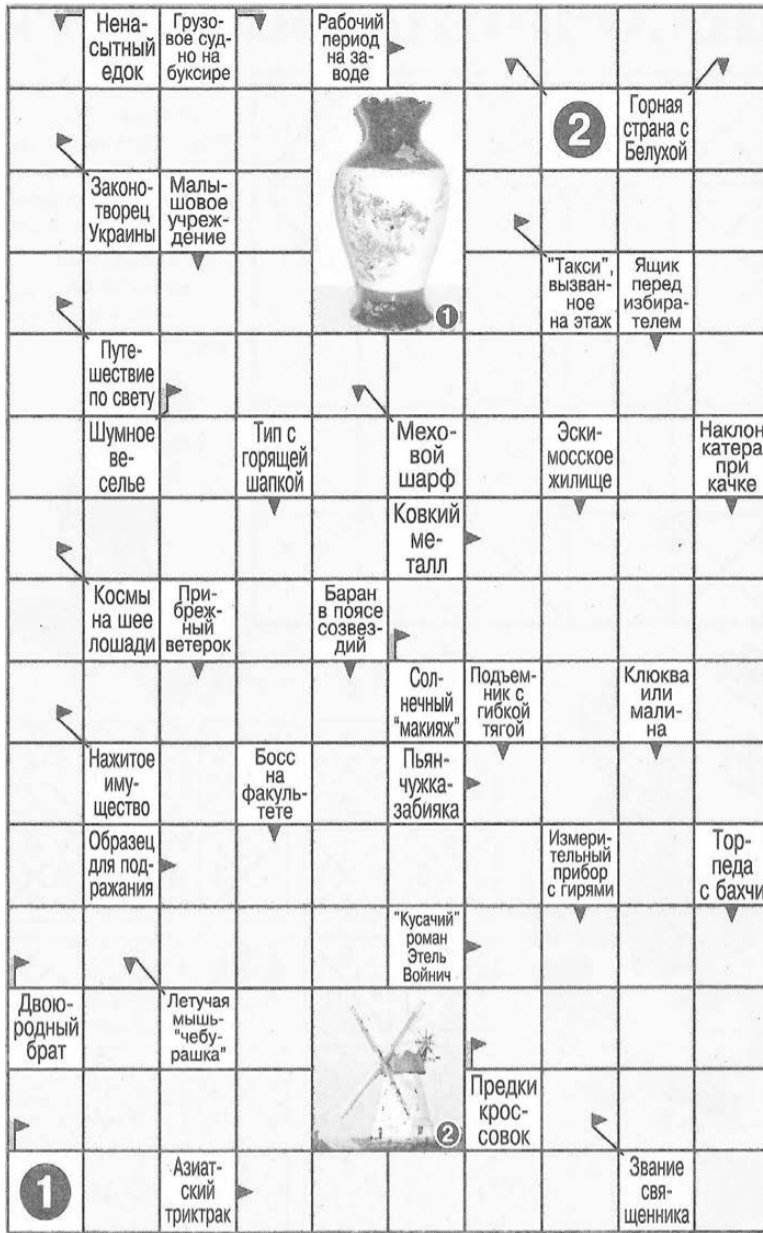 Нена-
сытный
едок
Грузо-
вое суд-
но на
буксире
Рабочий
период
на за-
воде
2
Горная
страна с
Белухой
Законо-
творец
Украины
Малы-
шовое
учреж-
дение
1
"Такси",
вызван-
ное
на этаж
Ящик
перед
избира-
телем
Путе-
шествие
по свету
Шумное
ве-
селье
Тип с
горящей
шапкой
Мехо-
вой
шарф
Эски-
мосское
жилище
Наклон
катера
при
качке
Ковкий
ме-
талл
Космы
на шее
лошади
При-
бреж-
ный
ветерок
Баран
в поясе
созвез-
дий
Сол-
нечный
"макияж"
Подъем-
ник с
гибкой
тягой
Клюква
или
мали-
на
Нажитое
иму-
щество
Босс
на
факуль-
тете
Пьян-
чужка-
забияка
Образец
для под-
ражания
Измери-
тельный
прибор
с гирями
Тор-
педа
с бахчи
"Кусачий"
роман
Этель
Войнич
Двою-
родный
брат
Летучая
мышь-
"чебу-
рашка"
2
Предки
крос-
совок
1
Азиат-
ский
триктрак
Звание
свя-
щенника